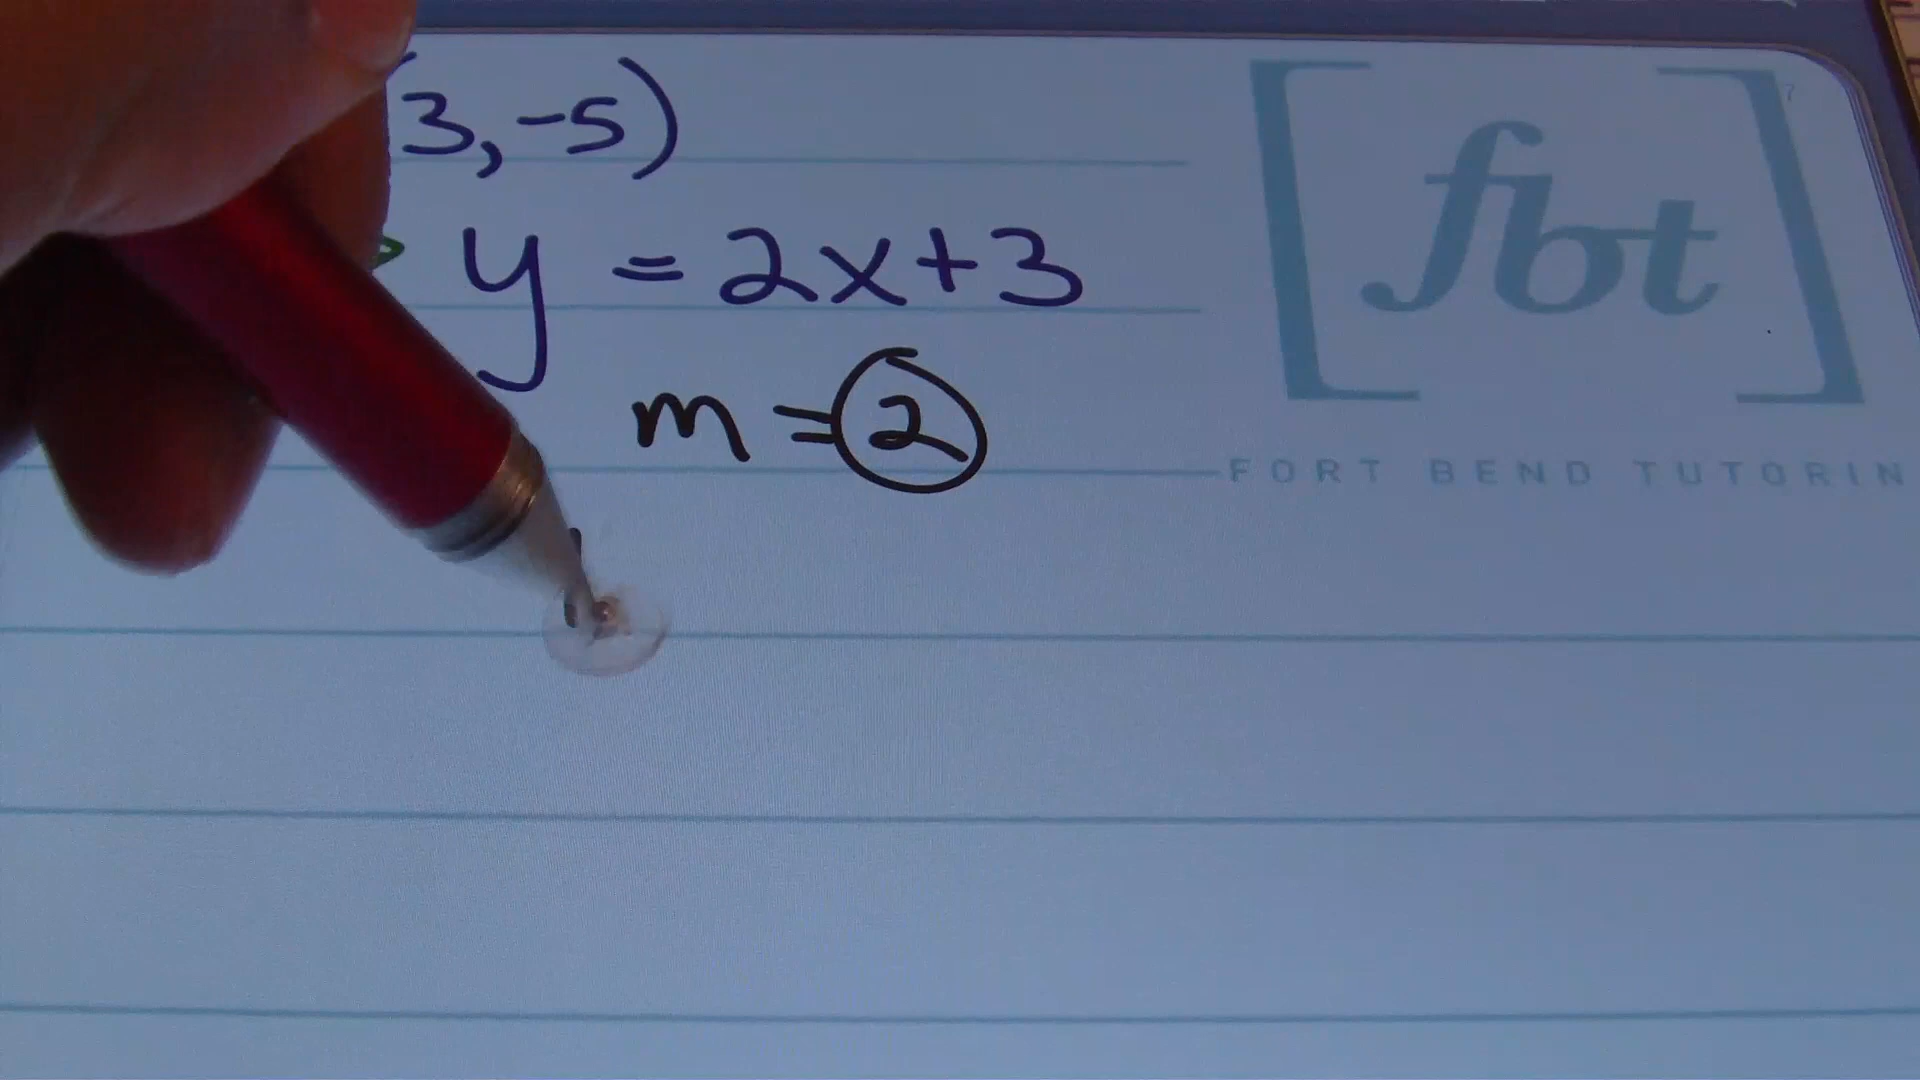 (3,-5)
fbt
y = 2x+3
m = 2
FORT BEND TUTORIN